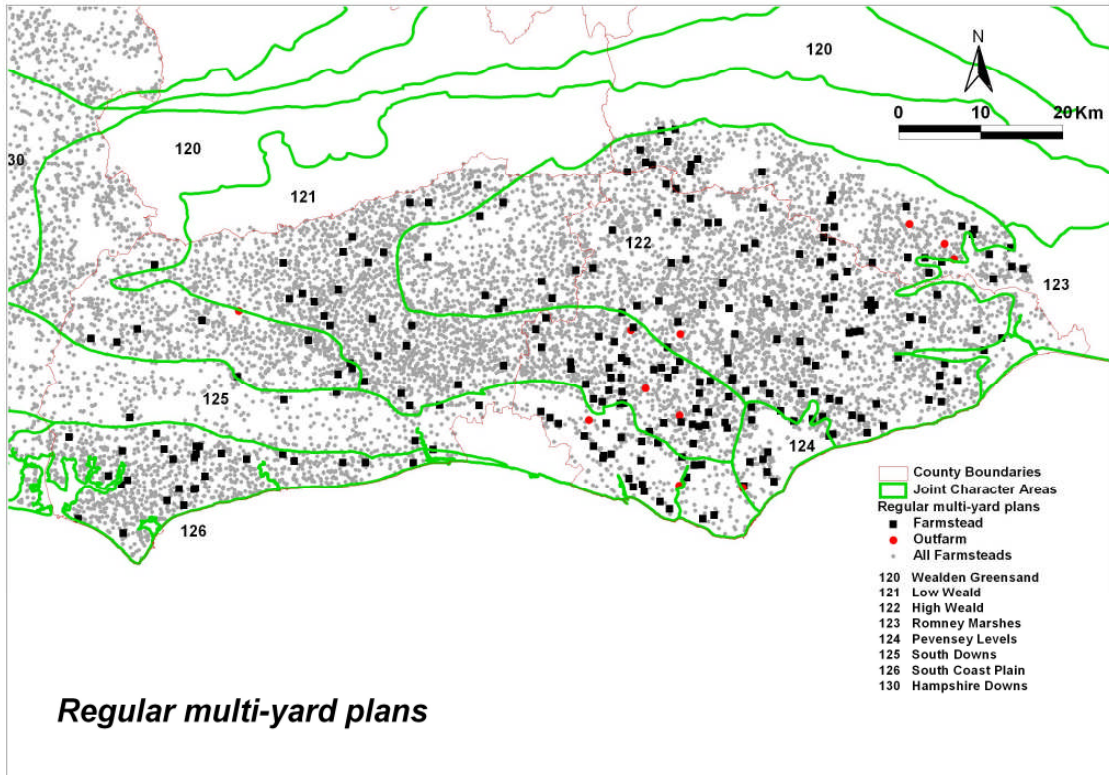 120
N
0 10 20 Km
120
30
121
122
123
125
124
126
County Boundaries
Joint Character Areas
Regular multi-yard plans
Farmstead
Outfarm
All Farmsteads
120 Wealden Greensand
121 Low Weald
122 High Weald
123 Romney Marshes
124 Pevensey Levels
125 South Downs
126 South Coast Plain
130 Hampshire Downs
Regular multi-yard plans